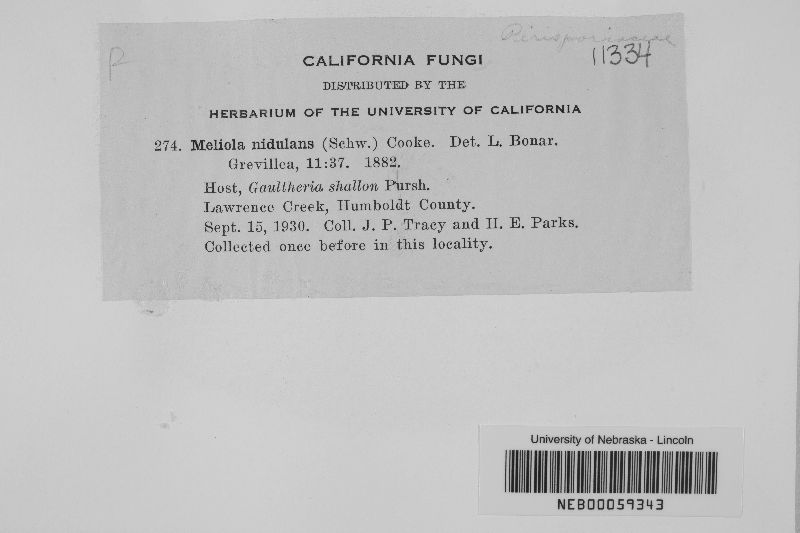 P
Perisporiaceae
11334
CALIFORNIA FUNGI
DISTRIBUTED BY THE
HERBARIUM OF THE UNIVERSITY OF CALIFORNIA
274. Meliola nidulans (Schw.) Cooke. Det. L. Bonar.
Grevillea, 11:37. 1882.
Host, Gaultheria shallon Pursh.
Lawrence Creek, Humboldt County.
Sept. 15, 1930. Coll. J. P. Tracy and H. E. Parks.
Collected once before in this locality.
University of Nebraska - Lincoln
NEB00059343